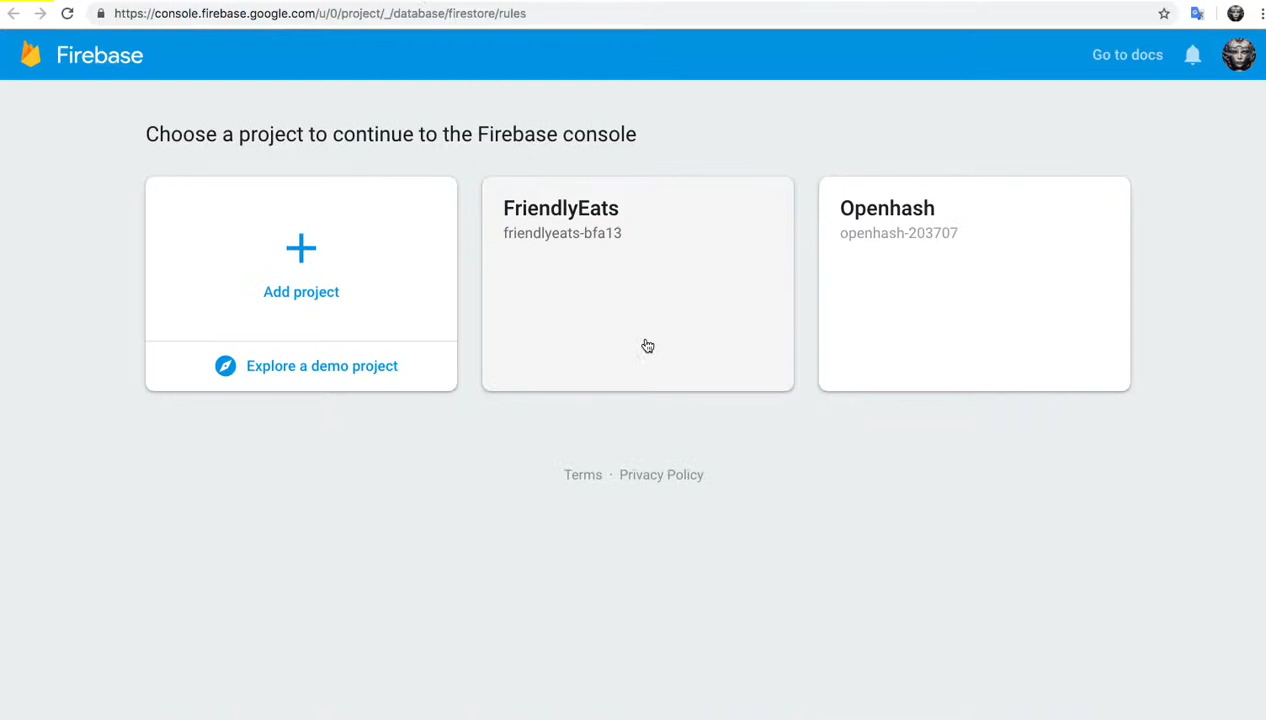 https://console.firebase.google.com/u/0/project/_/database/firestore/rules
Firebase
Go to docs
Choose a project to continue to the Firebase console
Add project
Explore a demo project
FriendlyEats
friendlyeats-bfa13
Openhash
openhash-203707
Terms · Privacy Policy